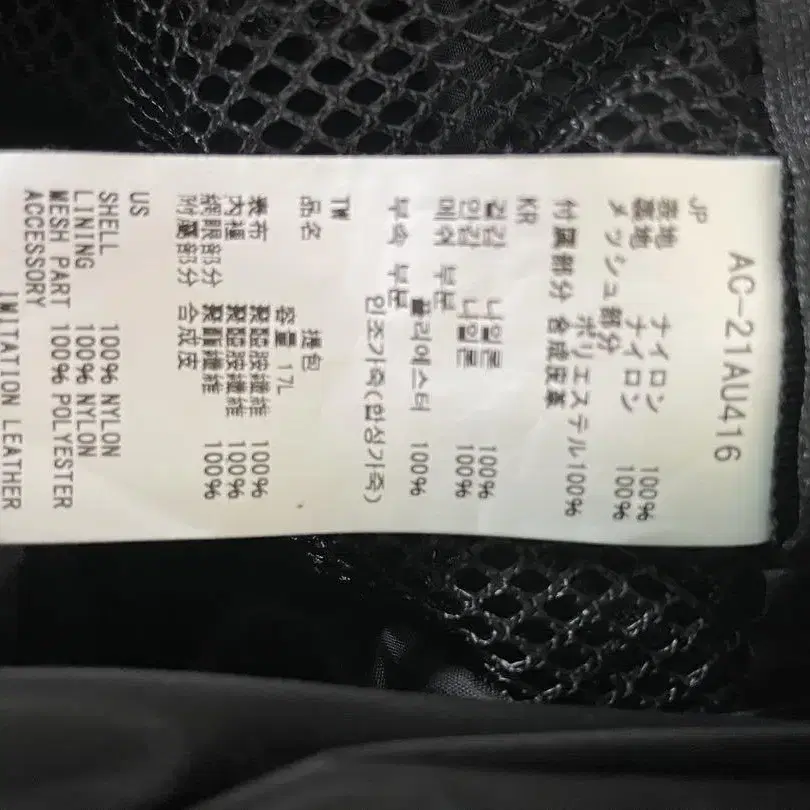 AC-21AU416
JP
表地 ナイロン 100%
裏地 ナイロン 100%
メッシュ部分
ポリエステル100%
付属部分 合成皮革
KR
겉감 나일론 100%
안감 나일론 100%
메쉬 부분
폴리에스터 100%
부속 부분
인조가죽(합성가죽)
TW
品名 提包
容量 17L
表布 聚醯胺纖維 100%
內裡 聚醯胺纖維 100%
網眼部分 聚酯纖維 100%
附屬部分 合成皮
US
SHELL 100% NYLON
LINING 100% NYLON
MESH PART 100% POLYESTER
ACCESSORY
IMITATION LEATHER